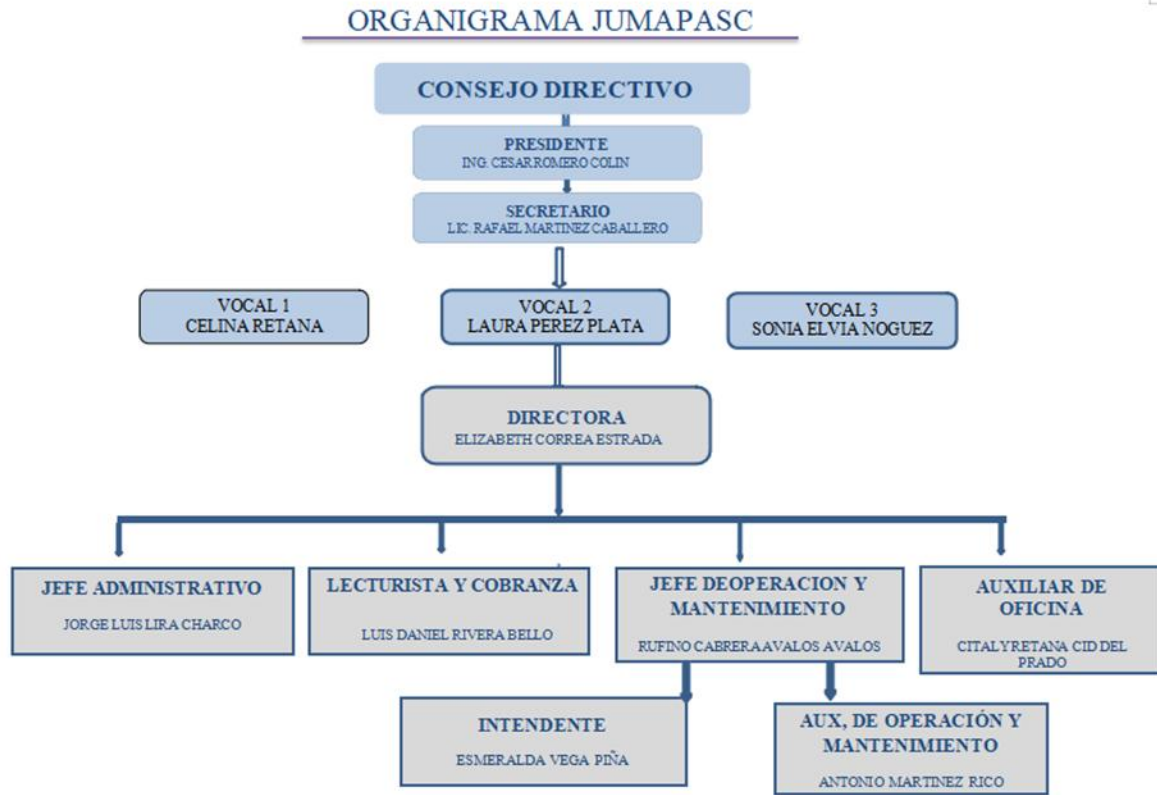 ORGANIGRAMA JUMAPASC
CONSEJO DIRECTIVO
PRESIDENTE
ING. CESAR ROMERO COLIN
SECRETARIO
LIC. RAFAEL MARTINEZ CABALLERO
VOCAL 1
CELINA RETANA
VOCAL 2
LAURA PEREZ PLATA
VOCAL 3
SONIA ELVIA NOGUEZ
DIRECTORA
ELIZABETH CORREA ESTRADA
JEFE ADMINISTRATIVO
JORGE LUIS LIRA CHARCO
LECTURISTA Y COBRANZA
LUIS DANIEL RIVERA BELLO
JEFE DEOPERACION Y
MANTENIMIENTO
RUFINO CABRERA AVALOS AVALOS
AUXILIAR DE
OFICINA
CITALY RETANA CID DEL
PRADO
INTENDENTE
ESMERALDA VEGA PIÑA
AUX, DE OPERACIÓN Y
MANTENIMIENTO
ANTONIO MARTINEZ RICO